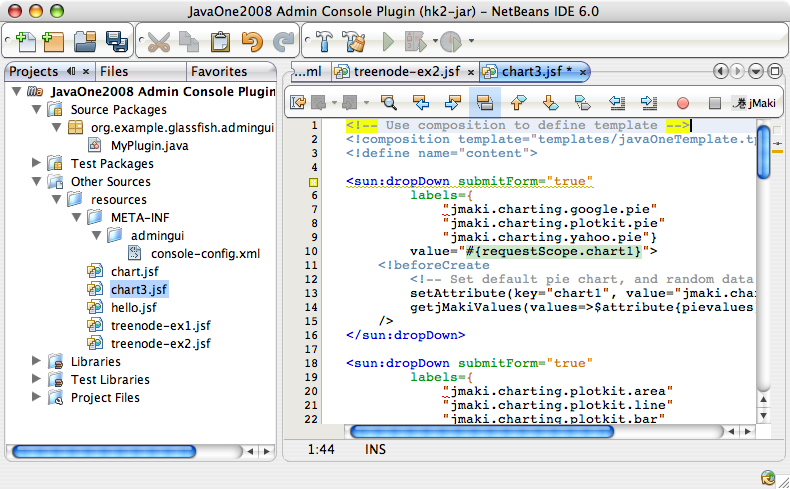 JavaOne2008 Admin Console Plugin (hk2-jar) – NetBeans IDE 6.0
Projects
Files
Favorites
JavaOne2008 Admin Console Plugin
Source Packages
org.example.glassfish.admingui
MyPlugin.java
Test Packages
Other Sources
resources
META-INF
admingui
console-config.xml
chart.jsf
chart3.jsf
hello.jsf
treenode-ex1.jsf
treenode-ex2.jsf
Libraries
Test Libraries
Project Files
...ml
treenode-ex2.jsf
chart3.jsf *
jMaki
1 <!-- Use composition to define template -->
2 <!composition template="templates/javaOneTemplate.tp
3 <!define name="content">
4
<sun:dropDown submitForm="true"
6 labels={
7 "jmaki.charting.google.pie"
8 "jmaki.charting.plotkit.pie"
9 "jmaki.charting.yahoo.pie"}
10 value="#{requestScope.chart1}">
11 <!beforeCreate
12 <!-- Set default pie chart, and random data
13 setAttribute(key="chart1", value="jmaki.cha
14 getjMakiValues(values=>$attribute{pievalues
15 />
16 </sun:dropDown>
17
18 <sun:dropDown submitForm="true"
19 labels={
20 "jmaki.charting.plotkit.area"
21 "jmaki.charting.plotkit.line"
22 "jmaki.charting.plotkit.bar"
1:44
INS